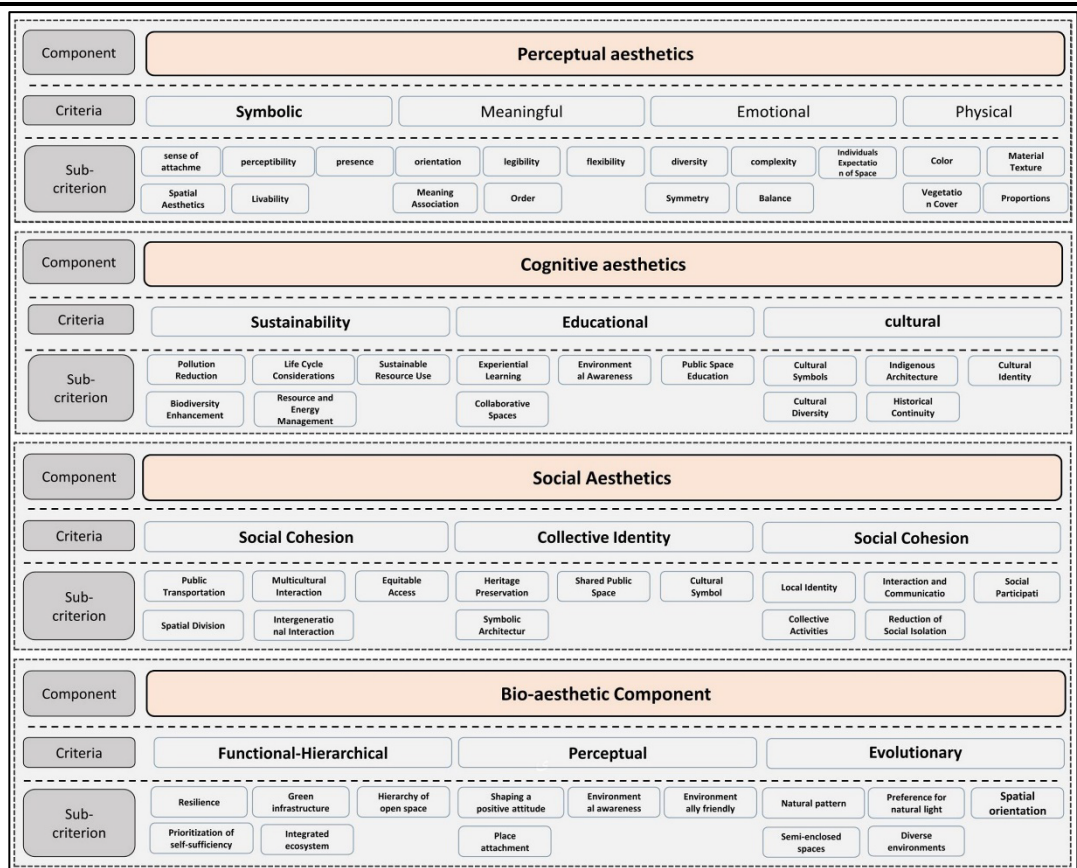 Component
Perceptual aesthetics
Criteria
Symbolic
Meaningful
Emotional
Physical
Sub-
criterion
sense of
attachme
perceptibility
presence
orientation
legibility
flexibility
diversity
complexity
Individuals
Expectatio
n of Space
Color
Material
Texture
Spatial
Aesthetics
Livability
Meaning
Association
Order
Symmetry
Balance
Vegetatio
n Cover
Proportions
Component
Cognitive aesthetics
Criteria
Sustainability
Educational
cultural
Sub-
criterion
Pollution
Reduction
Life Cycle
Considerations
Sustainable
Resource Use
Experiential
Learning
Environment
al Awareness
Public Space
Education
Cultural
Symbols
Indigenous
Architecture
Cultural
Identity
Biodiversity
Enhancement
Resource and
Energy
Management
Collaborative
Spaces
Cultural
Diversity
Historical
Continuity
Component
Social Aesthetics
Criteria
Social Cohesion
Collective Identity
Social Cohesion
Sub-
criterion
Public
Transportation
Multicultural
Interaction
Equitable
Access
Heritage
Preservation
Shared Public
Space
Cultural
Symbol
Local Identity
Interaction and
Communicatio
Social
Participati
Spatial Division
Intergeneratio
nal Interaction
Symbolic
Architectur
Collective
Activities
Reduction of
Social Isolation
Component
Bio-aesthetic Component
Criteria
Functional-Hierarchical
Perceptual
Evolutionary
Sub-
criterion
Resilience
Green
infrastructure
Hierarchy of
open space
Shaping a
positive attitude
Environment
al awareness
Environment
ally friendly
Natural pattern
Preference for
natural light
Spatial
orientation
Prioritization of
self-sufficiency
Integrated
ecosystem
Place
attachment
Semi-enclosed
spaces
Diverse
environments